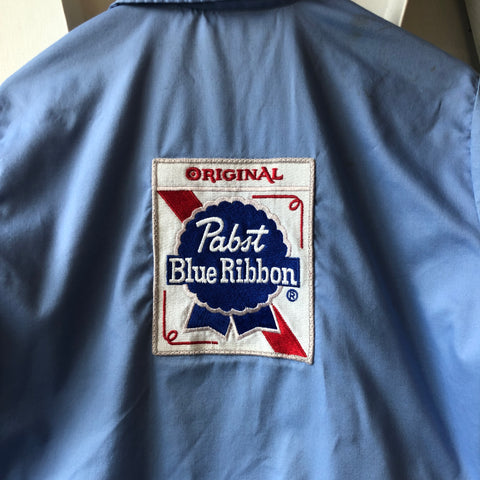 ORIGINAL
Pabst
Blue Ribbon
®